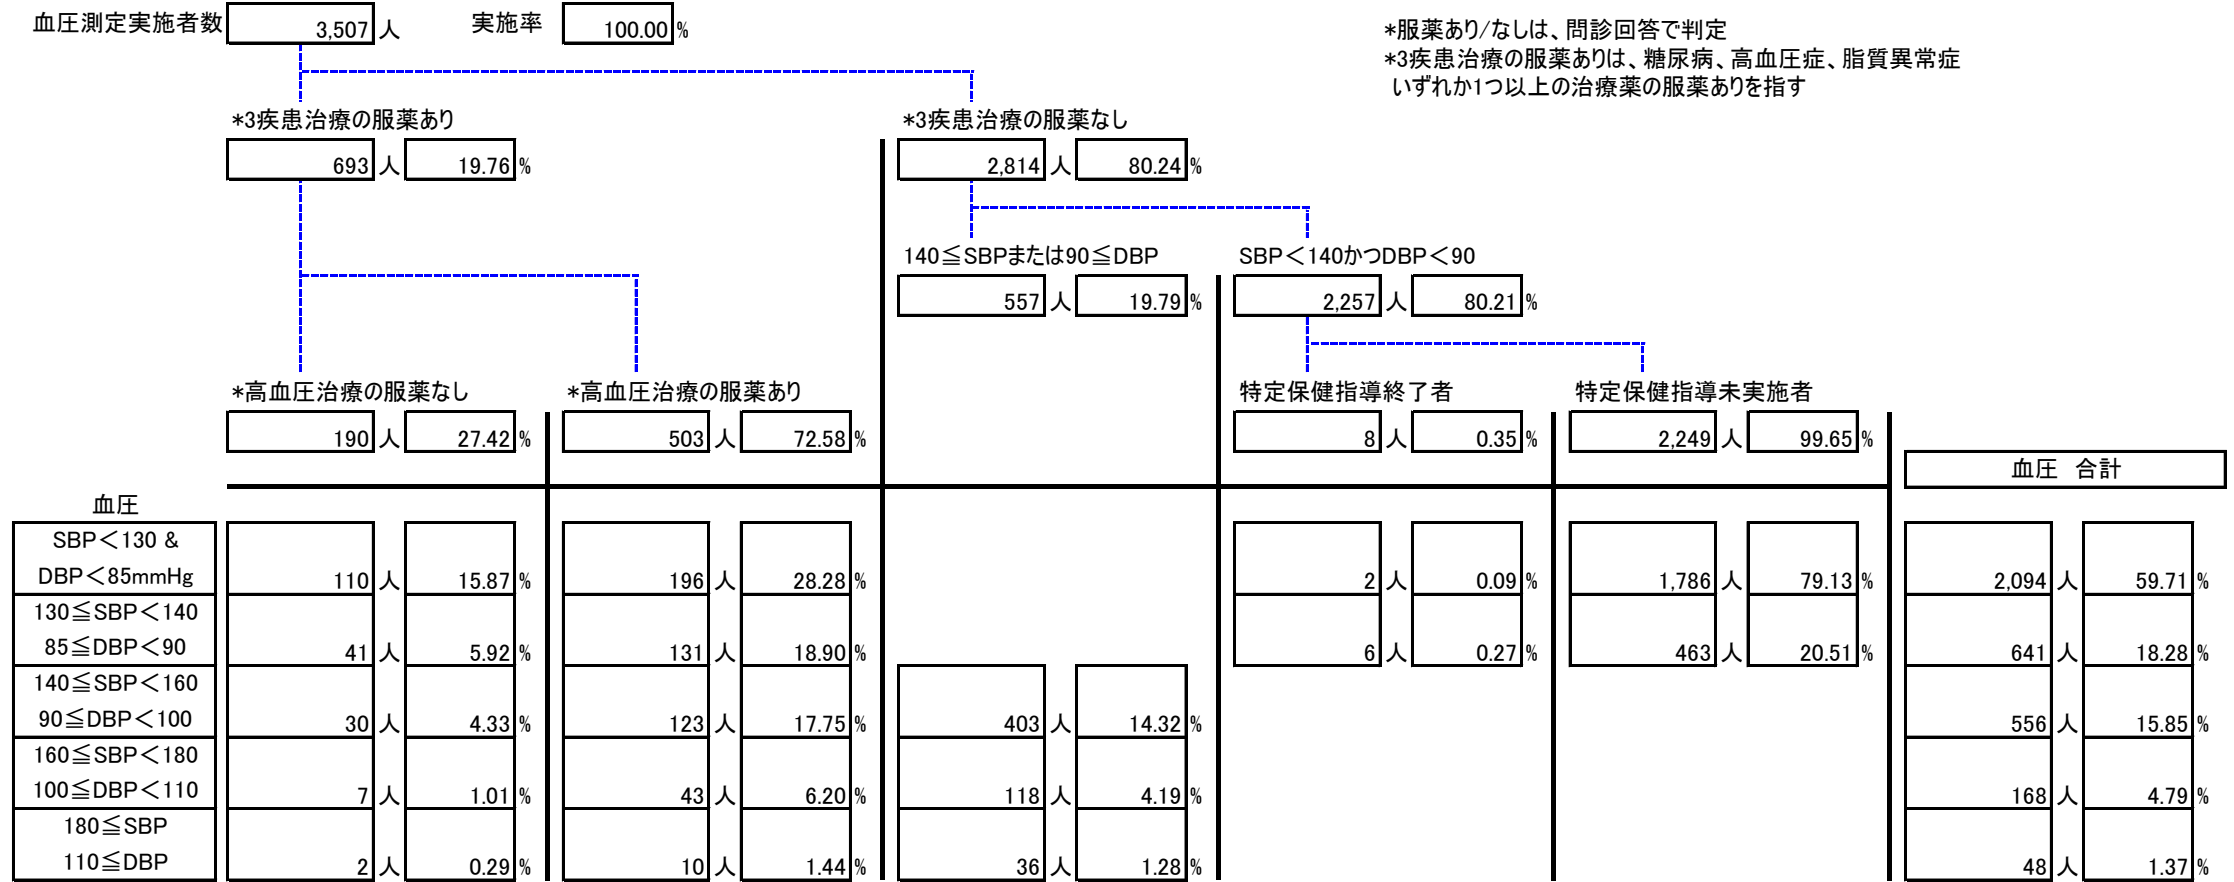 血圧測定実施者数 3,507 人 実施率 100.00 %
*服薬あり/なしは、問診回答で判定
*3疾患治療の服薬ありは、糖尿病、高血圧症、脂質異常症
いずれか1つ以上の治療薬の服薬ありを指す
*3疾患治療の服薬あり *3疾患治療の服薬なし
693 人 19.76 % 2,814 人 80.24 %
140≦SBPまたは90≦DBP SBP<140かつDBP<90
557 人 19.79 % 2,257 人 80.21 %
*高血圧治療の服薬なし *高血圧治療の服薬あり 特定保健指導終了者 特定保健指導未実施者
190 人 27.42 % 503 人 72.58 % 8 人 0.35 % 2,249 人 99.65 %
血圧 合計
血圧
SBP<130 &
DBP<85mmHg 110 人 15.87 % 196 人 28.28 % 2 人 0.09 % 1,786 人 79.13 % 2,094 人 59.71 %
130≦SBP<140
85≦DBP<90 41 人 5.92 % 131 人 18.90 % 6 人 0.27 % 463 人 20.51 % 641 人 18.28 %
140≦SBP<160
90≦DBP<100 30 人 4.33 % 123 人 17.75 % 403 人 14.32 % 556 人 15.85 %
160≦SBP<180
100≦DBP<110 7 人 1.01 % 43 人 6.20 % 118 人 4.19 % 168 人 4.79 %
180≦SBP
110≦DBP 2 人 0.29 % 10 人 1.44 % 36 人 1.28 % 48 人 1.37 %